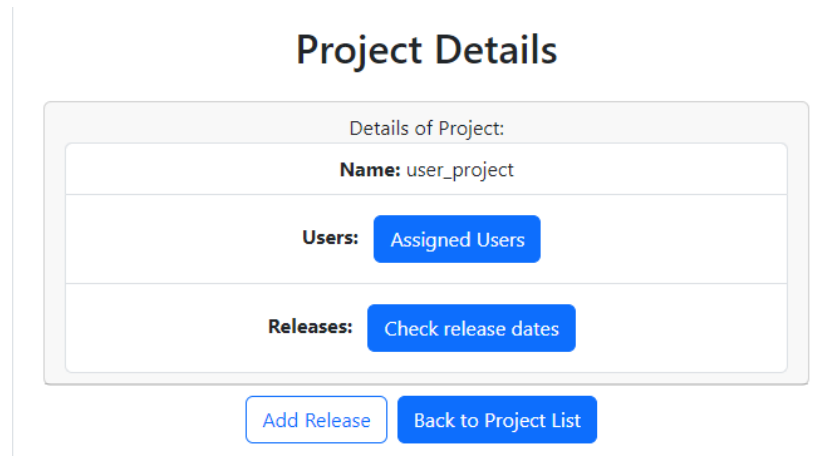 Project Details
Details of Project:
Name: user_project
Users: Assigned Users
Releases: Check release dates
Add Release Back to Project List